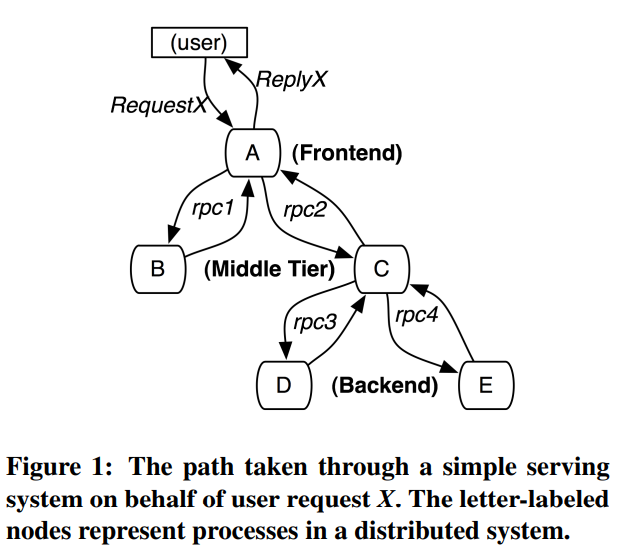 (user)
ReplyX
RequestX
A (Frontend)
rpc1 rpc2
B (Middle Tier) C
rpc3 rpc4
D (Backend) E
Figure 1: The path taken through a simple serving
system on behalf of user request X. The letter-labeled
nodes represent processes in a distributed system.